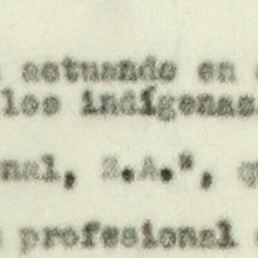 actuando en
los indígenas
nal, Z.A.",
profesional